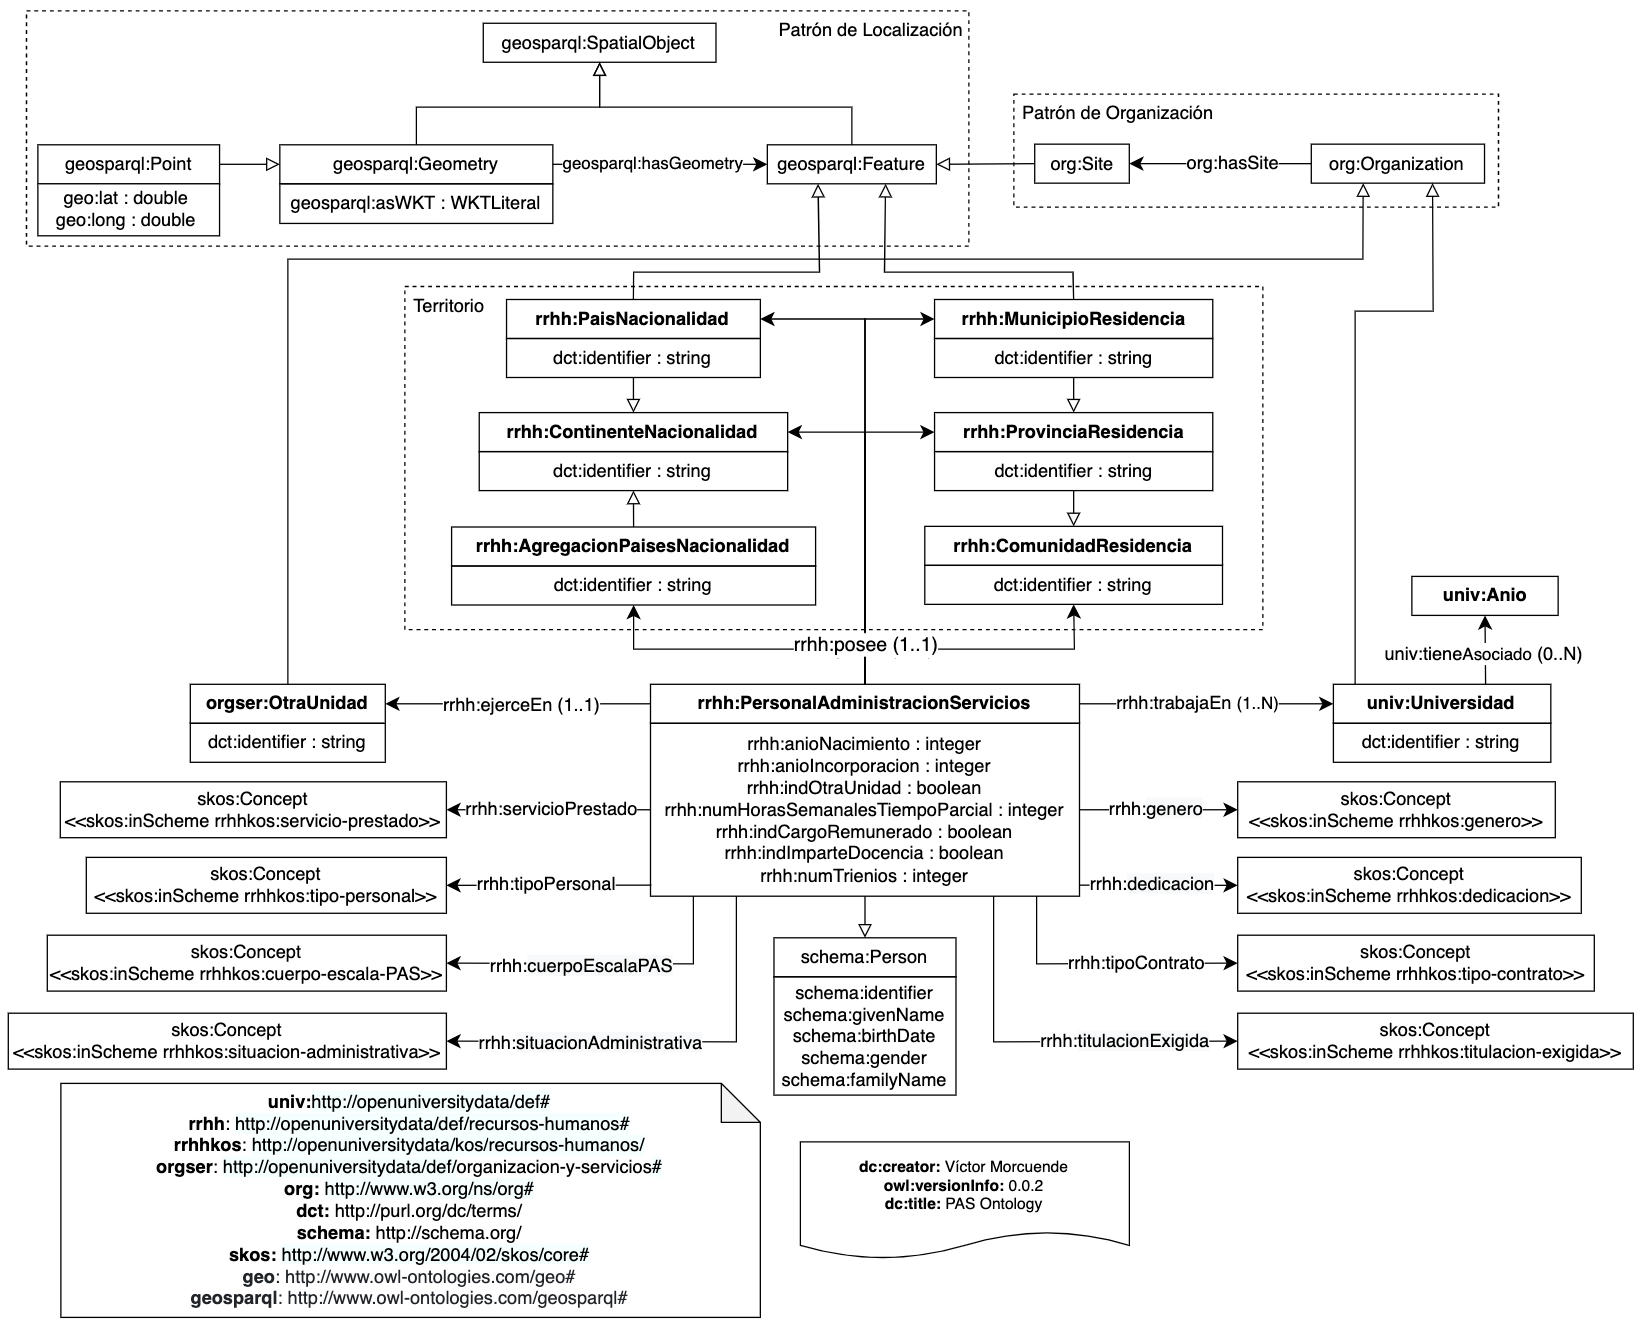 Patrón de Localización
geosparql:SpatialObject
Patrón de Organización
geosparql:Point
geo:lat : double
geo:long : double
geosparql:Geometry
geosparql:asWKT : WKTLiteral
geosparql:hasGeometry
geosparql:Feature
org:Site
org:hasSite
org:Organization
Territorio
rrhh:PaisNacionalidad
dct:identifier : string
rrhh:MunicipioResidencia
dct:identifier : string
rrhh:ContinenteNacionalidad
dct:identifier : string
rrhh:ProvinciaResidencia
dct:identifier : string
rrhh:AgregacionPaisesNacionalidad
dct:identifier : string
rrhh:ComunidadResidencia
dct:identifier : string
rrhh:posee (1..1)
univ:Anio
univ:tieneAsociado (0..N)
orgser:OtraUnidad
dct:identifier : string
rrhh:ejerceEn (1..1)
rrhh:PersonalAdministracionServicios
rrhh:anioNacimiento : integer
rrhh:anioIncorporacion : integer
rrhh:indOtraUnidad : boolean
rrhh:numHorasSemanalesTiempoParcial : integer
rrhh:indCargoRemunerado : boolean
rrhh:indImparteDocencia : boolean
rrhh:numTrienios : integer
rrhh:trabajaEn (1..N)
univ:Universidad
dct:identifier : string
skos:Concept
<<skos:inScheme rrhhkos:servicio-prestado>>
rrhh:servicioPrestado
rrhh:genero
skos:Concept
<<skos:inScheme rrhhkos:genero>>
skos:Concept
<<skos:inScheme rrhhkos:tipo-personal>>
rrhh:tipoPersonal
rrhh:dedicacion
skos:Concept
<<skos:inScheme rrhhkos:dedicacion>>
skos:Concept
<<skos:inScheme rrhhkos:cuerpo-escala-PAS>>
rrhh:cuerpoEscalaPAS
schema:Person
schema:identifier
schema:givenName
schema:birthDate
schema:gender
schema:familyName
rrhh:tipoContrato
skos:Concept
<<skos:inScheme rrhhkos:tipo-contrato>>
skos:Concept
<<skos:inScheme rrhhkos:situacion-administrativa>>
rrhh:situacionAdministrativa
rrhh:titulacionExigida
skos:Concept
<<skos:inScheme rrhhkos:titulacion-exigida>>
univ:http://openuniversitydata/def#
rrhh: http://openuniversitydata/def/recursos-humanos#
rrhhkos: http://openuniversitydata/kos/recursos-humanos/
orgser: http://openuniversitydata/def/organizacion-y-servicios#
org: http://www.w3.org/ns/org#
dct: http://purl.org/dc/terms/
schema: http://schema.org/
skos: http://www.w3.org/2004/02/skos/core#
geo: http://www.owl-ontologies.com/geo#
geosparql: http://www.owl-ontologies.com/geosparql#
dc:creator: Víctor Morcuende
owl:versionInfo: 0.0.2
dc:title: PAS Ontology